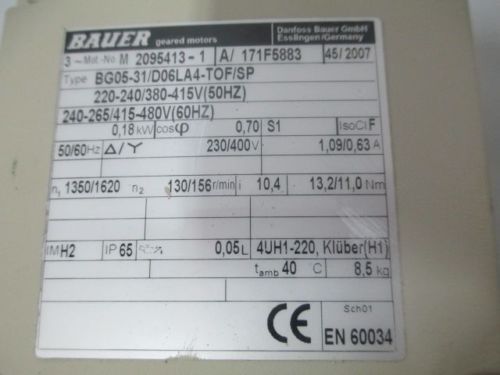 BAUER geared motors Danfoss Bauer GmbH
Esslingen/Germany
3~Mot.-No M 2095413-1 A/ 171F5883 45/2007
Type BG05-31/D06LA4-TOF/SP
220-240/380-415V(50HZ)
240-265/415-480V(60HZ)
0,18kW cosφ 0,70 S1 IsoCl F
50/60Hz Δ/Y 230/400V 1,09/0,63 A
n1 1350/1620 n2 130/156r/min i 10,4 13,2/11,0 Nm
IM H2 IP 65 0,05L 4UH1-220, Klüber(H1)
tamb 40 °C 8,5 kg
Sch01
CE EN 60034